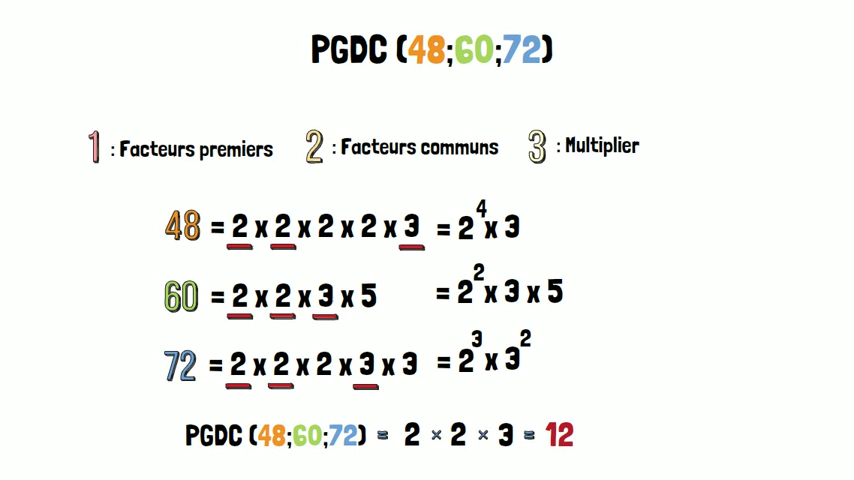 PGDC (48;60;72)
1 : Facteurs premiers 2 : Facteurs communs 3 : Multiplier
48 = 2 x 2 x 2 x 2 x 3 = 2⁴ x 3
60 = 2 x 2 x 3 x 5 = 2² x 3 x 5
72 = 2 x 2 x 2 x 3 x 3 = 2³ x 3²
PGDC (48;60;72) = 2 × 2 × 3 = 12